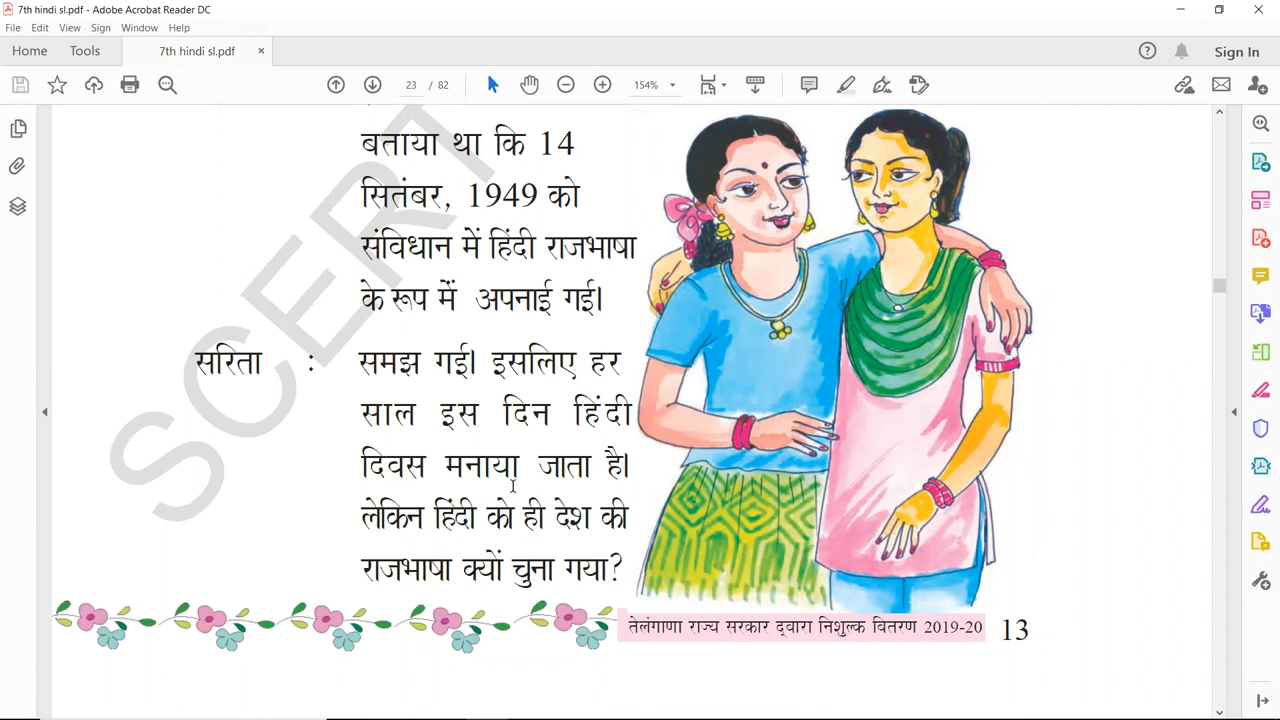 7th hindi sl.pdf - Adobe Acrobat Reader DC
File Edit View Sign Window Help
Home Tools 7th hindi sl.pdf × Sign In
23 / 82 154%
बताया था कि 14
सितंबर, 1949 को
संविधान में हिंदी राजभाषा
के रूप में अपनाई गई।
सरिता : समझ गई। इसलिए हर
साल इस दिन हिंदी
दिवस मनाया जाता है।
लेकिन हिंदी को ही देश की
राजभाषा क्यों चुना गया?
तेलंगाणा राज्य सरकार द्वारा निशुल्क वितरण 2019-20 13
SCERT